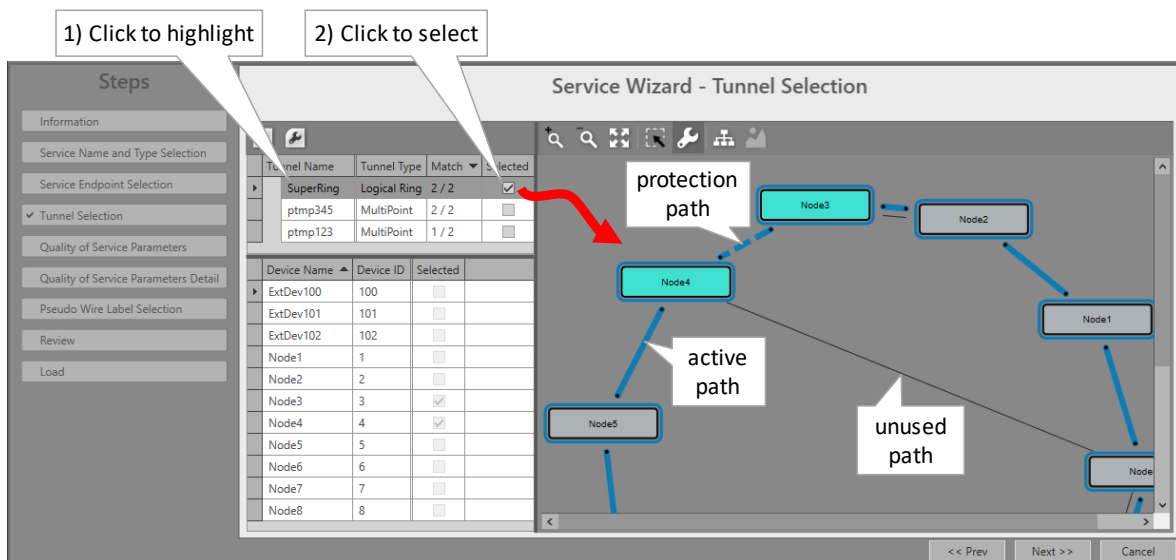 1) Click to highlight
2) Click to select
Steps
Information
Service Name and Type Selection
Service Endpoint Selection
Tunnel Selection
Quality of Service Parameters
Quality of Service Parameters Detail
Pseudo Wire Label Selection
Review
Load
Service Wizard - Tunnel Selection
Tunnel Name Tunnel Type Match Selected
SuperRing Logical Ring 2 / 2
ptmp345 MultiPoint 2 / 2
ptmp123 MultiPoint 1 / 2
Device Name Device ID Selected
ExtDev100 100
ExtDev101 101
ExtDev102 102
Node1 1
Node2 2
Node3 3
Node4 4
Node5 5
Node6 6
Node7 7
Node8 8
protection
path
Node3
Node2
Node4
Node1
active
path
Node5
unused
path
Node
<< Prev
Next >>
Cancel